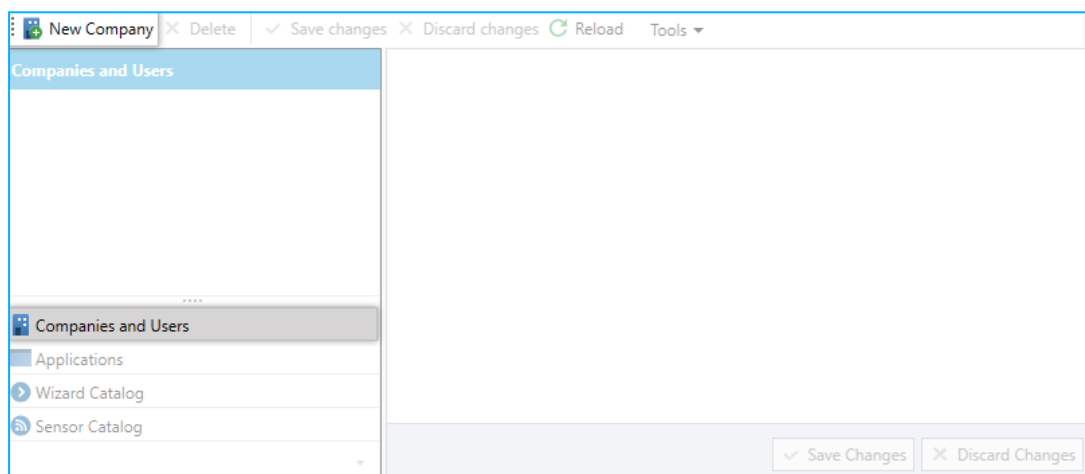 New Company Delete Save changes Discard changes Reload Tools
Companies and Users
Companies and Users
Applications
Wizard Catalog
Sensor Catalog
Save Changes Discard Changes